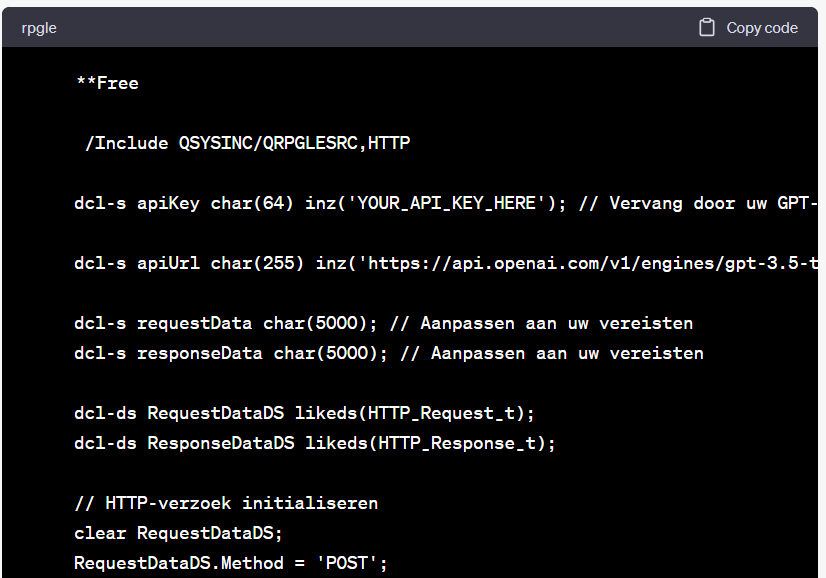 rpgle
Copy code
**Free
/Include QSYSINC/QRPGLESRC,HTTP
dcl-s apiKey char(64) inz('YOUR_API_KEY_HERE'); // Vervang door uw GPT-
dcl-s apiUrl char(255) inz('https://api.openai.com/v1/engines/gpt-3.5-t
dcl-s requestData char(5000); // Aanpassen aan uw vereisten
dcl-s responseData char(5000); // Aanpassen aan uw vereisten
dcl-ds RequestDataDS likeds(HTTP_Request_t);
dcl-ds ResponseDataDS likeds(HTTP_Response_t);
// HTTP-verzoek initialiseren
clear RequestDataDS;
RequestDataDS.Method = 'POST';